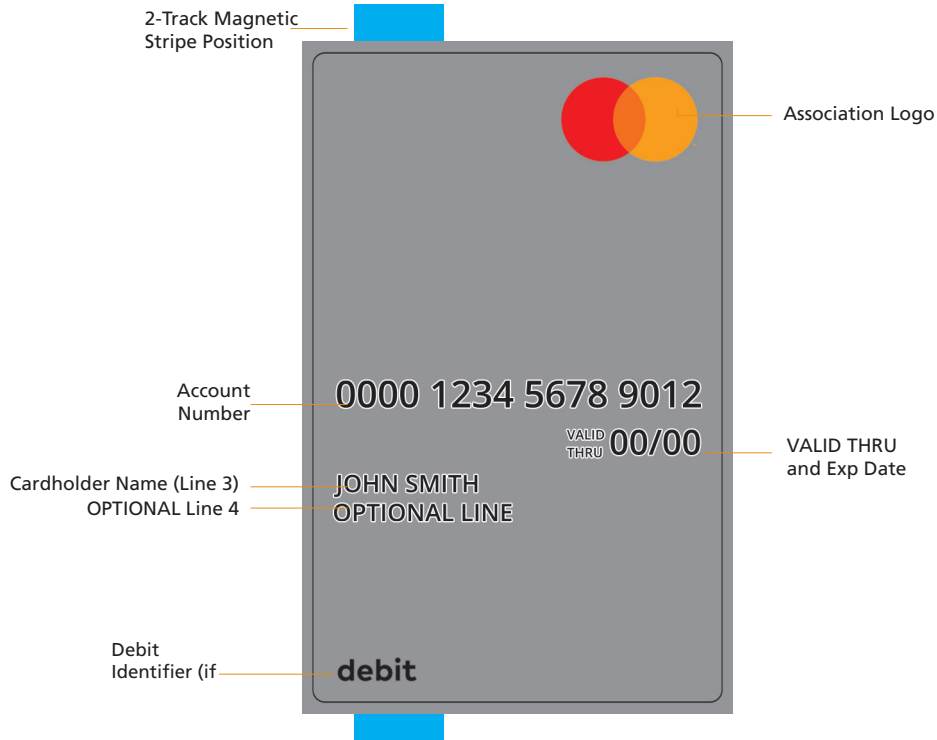 2-Track Magnetic
Stripe Position
Association Logo
Account
Number
0000 1234 5678 9012
VALID
THRU 00/00
VALID THRU
and Exp Date
Cardholder Name (Line 3)
JOHN SMITH
OPTIONAL Line 4
OPTIONAL LINE
Debit
Identifier (if
debit